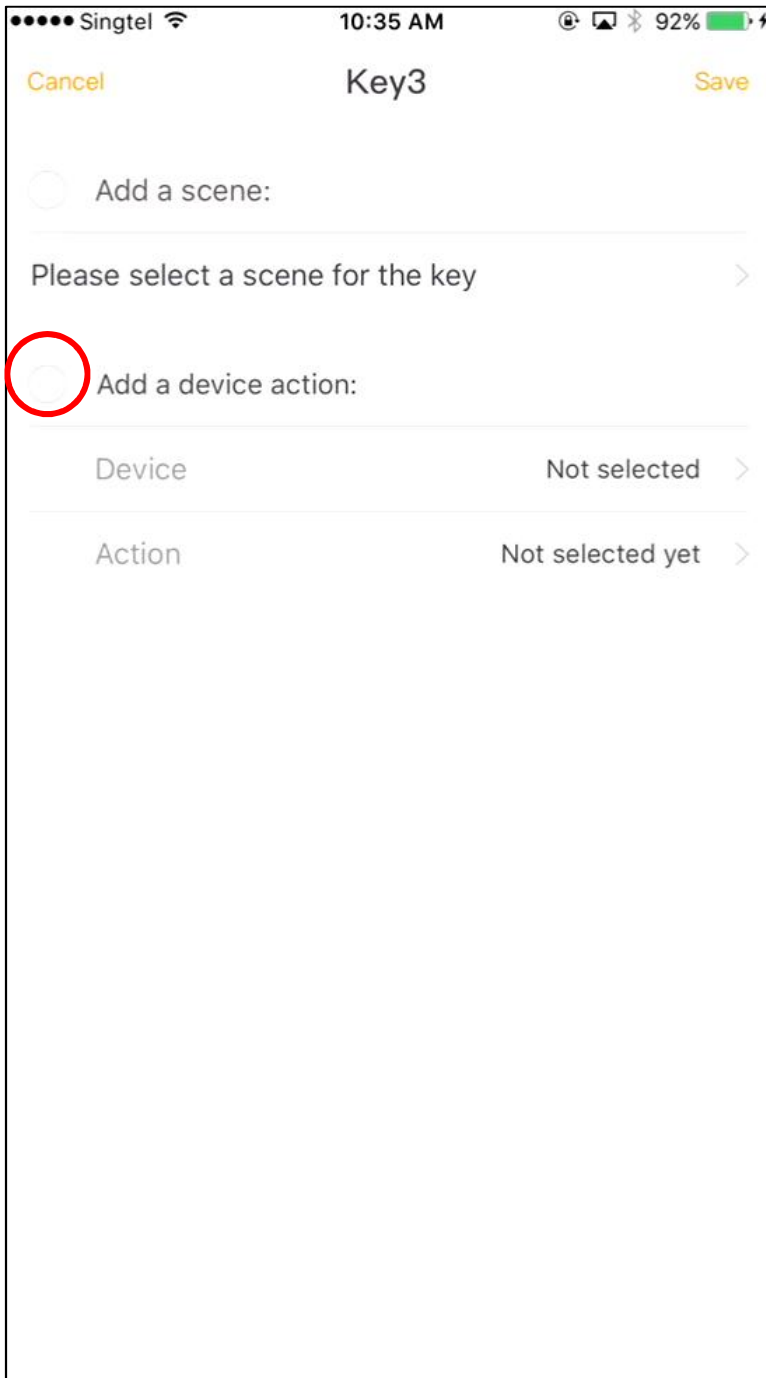 Singtel 10:35 AM 92%
Cancel Key3 Save
Add a scene:
Please select a scene for the key
Add a device action:
Device Not selected
Action Not selected yet